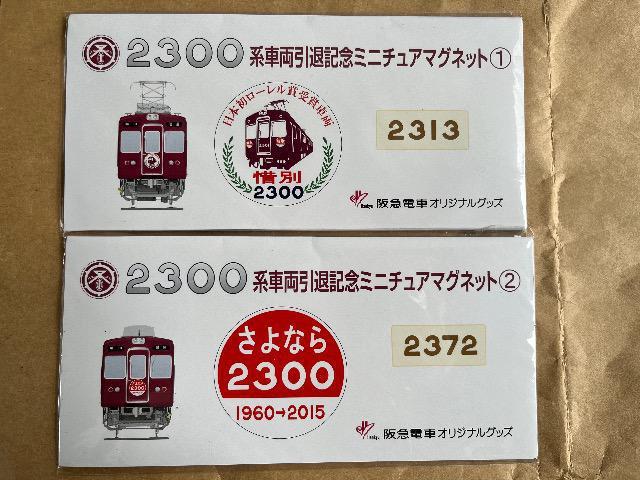 2300系車両引退記念ミニチュアマグネット①
日本初ローレル賞受賞車両
惜別
2300
2313
阪急電車オリジナルグッズ
2300系車両引退記念ミニチュアマグネット②
さよなら
2300
1960→2015
2372
阪急電車オリジナルグッズ